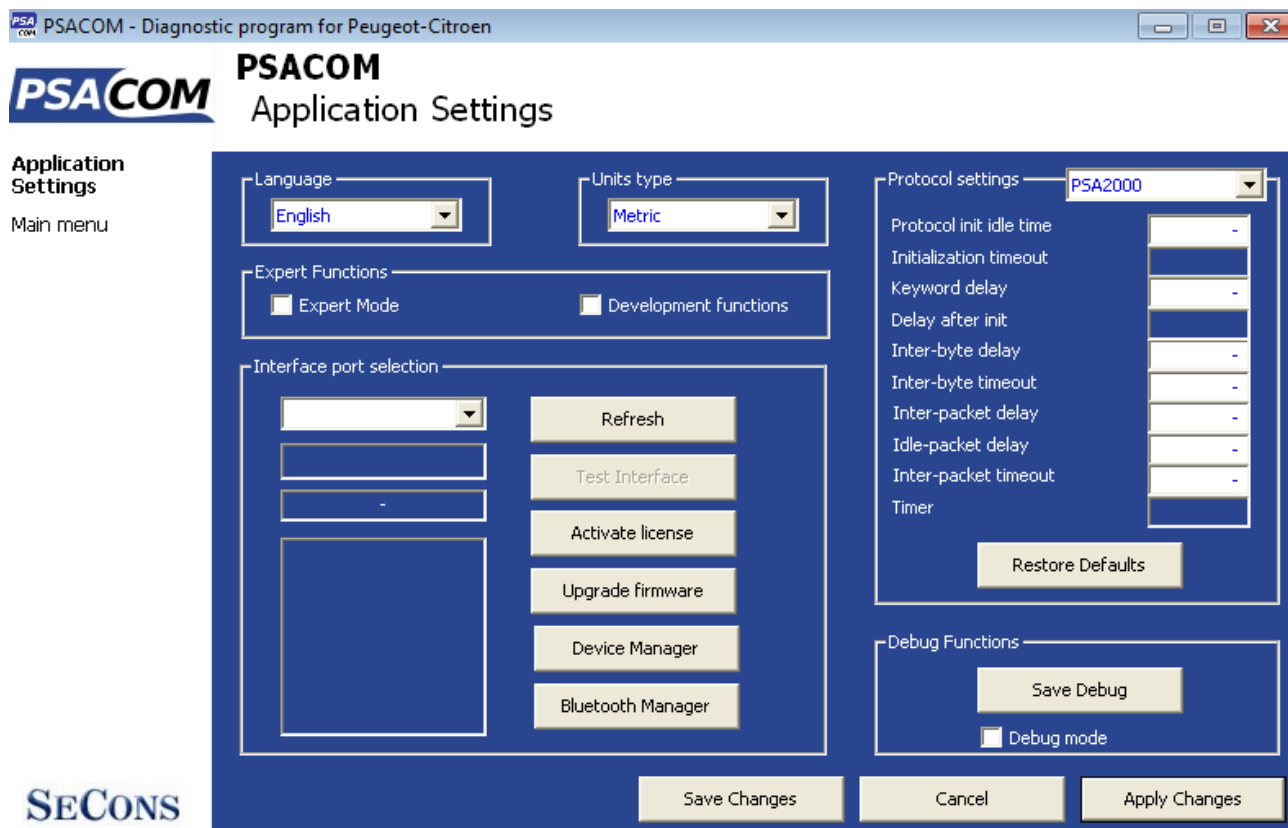 PSA COM PSACOM - Diagnostic program for Peugeot-Citroen
PSACOM
PSACOM
Application Settings
Application
Settings
Main menu
Language
English
Units type
Metric
Expert Functions
Expert Mode
Development functions
Interface port selection
Refresh
Test Interface
-
Activate license
Upgrade firmware
Device Manager
Bluetooth Manager
Protocol settings
PSA2000
Protocol init idle time -
Initialization timeout
Keyword delay -
Delay after init
Inter-byte delay -
Inter-byte timeout -
Inter-packet delay -
Idle-packet delay -
Inter-packet timeout -
Timer
Restore Defaults
Debug Functions
Save Debug
Debug mode
SECONS
Save Changes
Cancel
Apply Changes